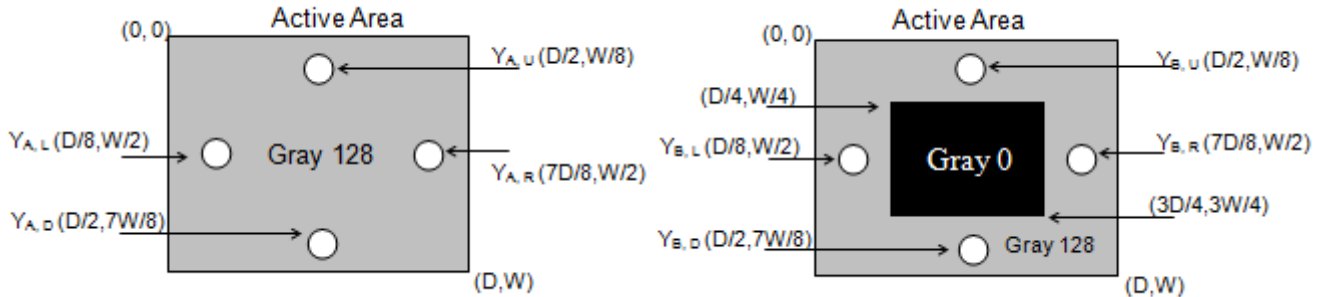 Active Area
(0, 0)
YA, U (D/2,W/8)
YA, L (D/8,W/2)
Gray 128
YA, R (7D/8,W/2)
YA, D (D/2,7W/8)
(D,W)
Active Area
(0, 0)
YB, U (D/2,W/8)
(D/4,W/4)
YB, L (D/8,W/2)
Gray 0
YB, R (7D/8,W/2)
(3D/4,3W/4)
YB, D (D/2,7W/8)
Gray 128
(D,W)